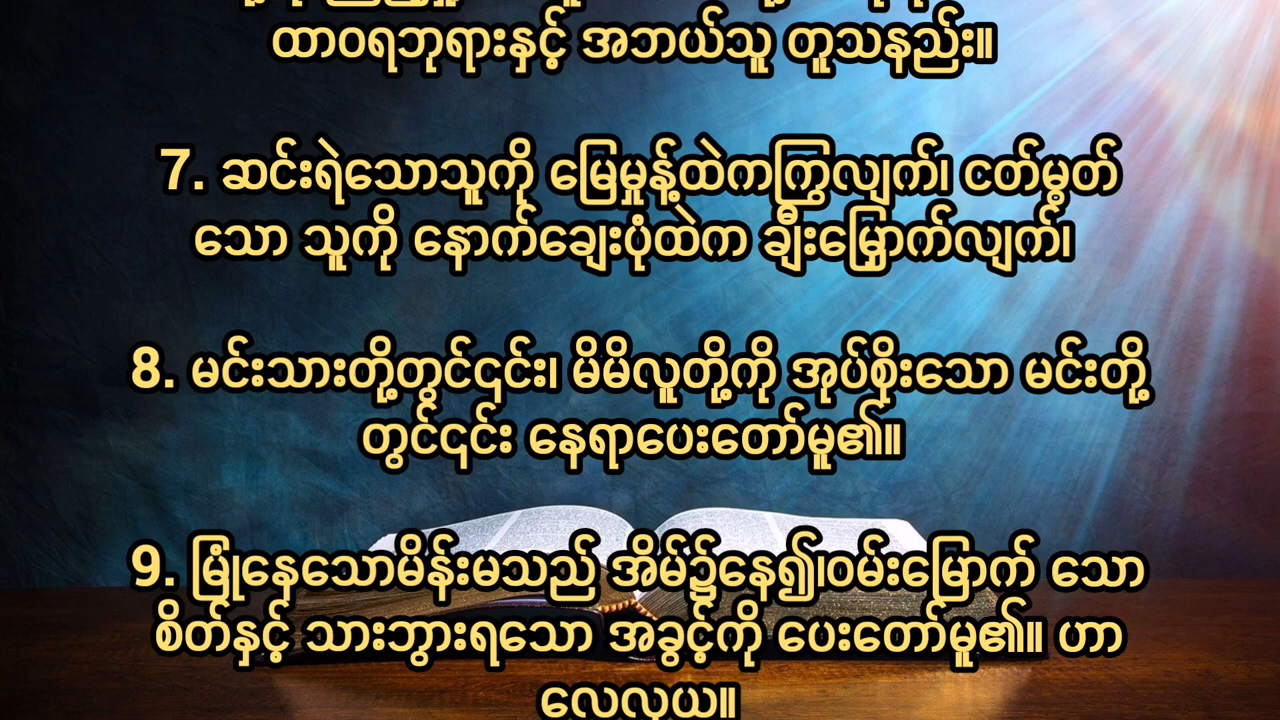 ထာဝရဘုရားနှင့် အဘယ်သူ တူသနည်း။
7. ဆင်းရဲသောသူကို မြေမှုန့်ထဲကကြွလျက်၊ ငတ်မွတ်
သော သူကို နောက်ချေးပုံထဲက ချီးမြှောက်လျက်၊
8. မင်းသားတို့တွင်၎င်း၊ မိမိလူတို့ကို အုပ်စိုးသော မင်းတို့
တွင်၎င်း နေရာပေးတော်မူ၏။
9. မြုံနေသောမိန်းမသည် အိမ်၌နေ၍၊ဝမ်းမြောက် သော
စိတ်နှင့် သားဘွားရသော အခွင့်ကို ပေးတော်မူ၏။ ဟာ
လေလုယ။